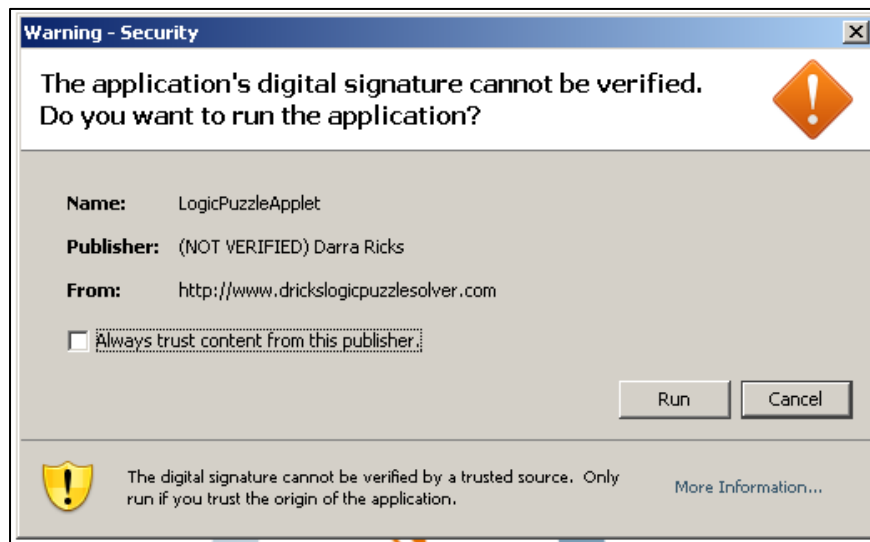 Warning - Security
The application's digital signature cannot be verified.
Do you want to run the application?
Name: LogicPuzzleApplet
Publisher: (NOT VERIFIED) Darra Ricks
From: http://www.drickslogicpuzzlesolver.com
Always trust content from this publisher.
Run Cancel
The digital signature cannot be verified by a trusted source. Only
run if you trust the origin of the application.
More Information...